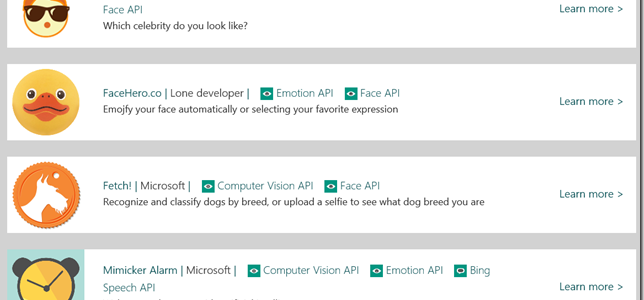 Face API
Learn more >
Which celebrity do you look like?
FaceHero.co | Lone developer | Emotion API Face API
Learn more >
Emojfy your face automatically or selecting your favorite expression
Fetch! | Microsoft | Computer Vision API Face API
Learn more >
Recognize and classify dogs by breed, or upload a selfie to see what dog breed you are
Mimicker Alarm | Microsoft | Computer Vision API Emotion API Bing
Speech API
Learn more >